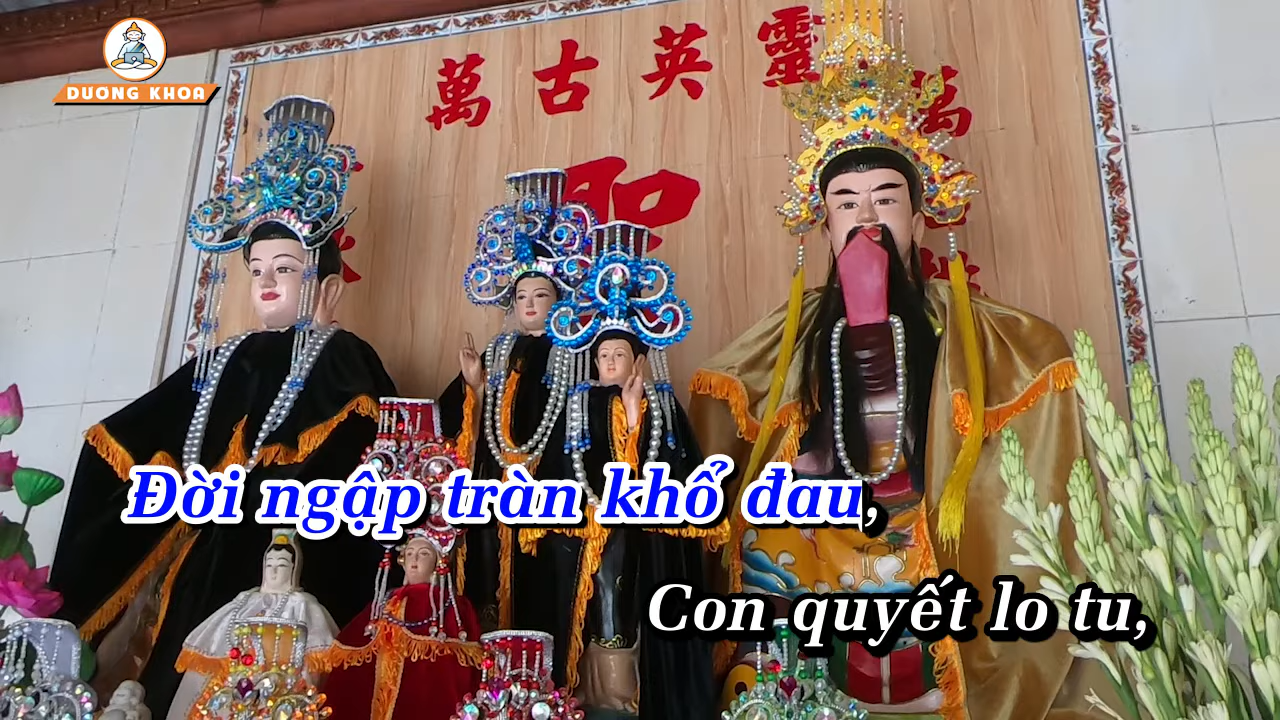 DUONG KHOA
萬古英靈
萬
聖
Đời ngập tràn khổ đau,
Con quyết lo tu,